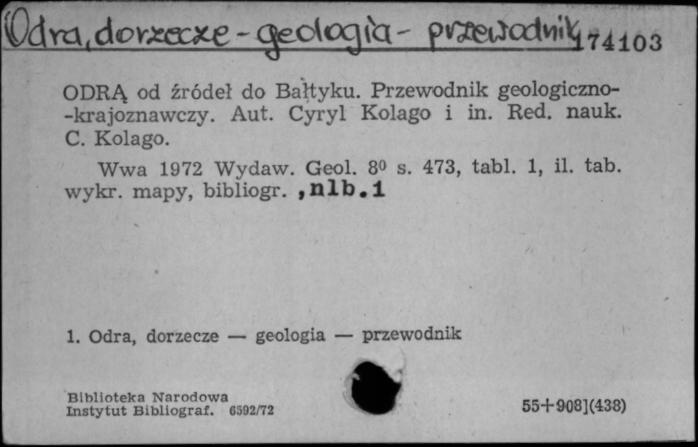 Odra, dorzecze - geologia - przewodnik 174103
ODRĄ od źródeł do Bałtyku. Przewodnik geologiczno-
-krajoznawczy. Aut. Cyryl Kolago i in. Red. nauk.
C. Kolago.
Wwa 1972 Wydaw. Geol. 8⁰ s. 473, tabl. 1, il. tab.
wykr. mapy, bibliogr. ,nlb.1
1. Odra, dorzecze — geologia — przewodnik
Biblioteka Narodowa
Instytut Bibliograf. 6592/72
55+908](438)